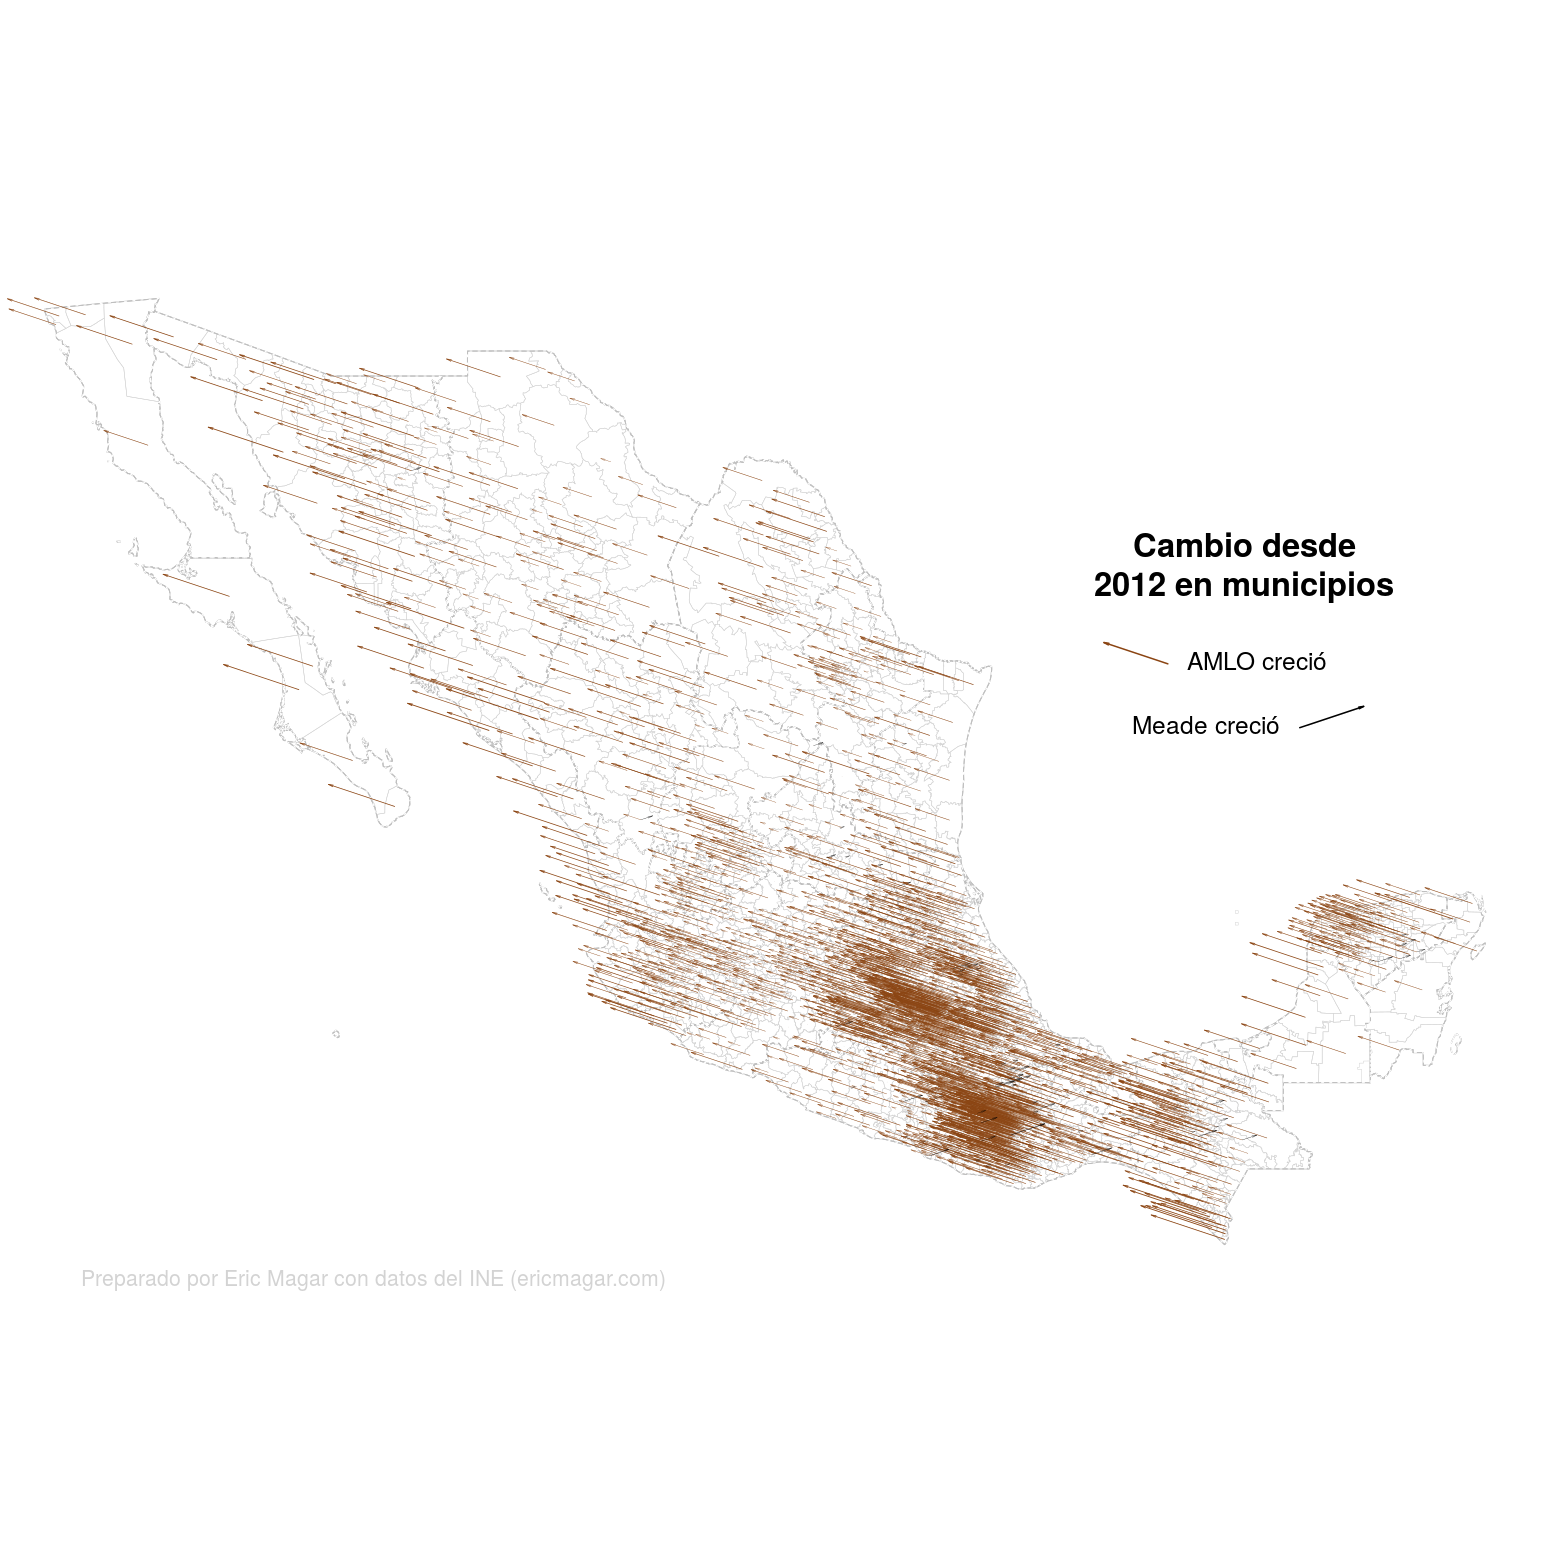 Cambio desde
2012 en municipios
AMLO creció
Meade creció
Preparado por Eric Magar con datos del INE (ericmagar.com)